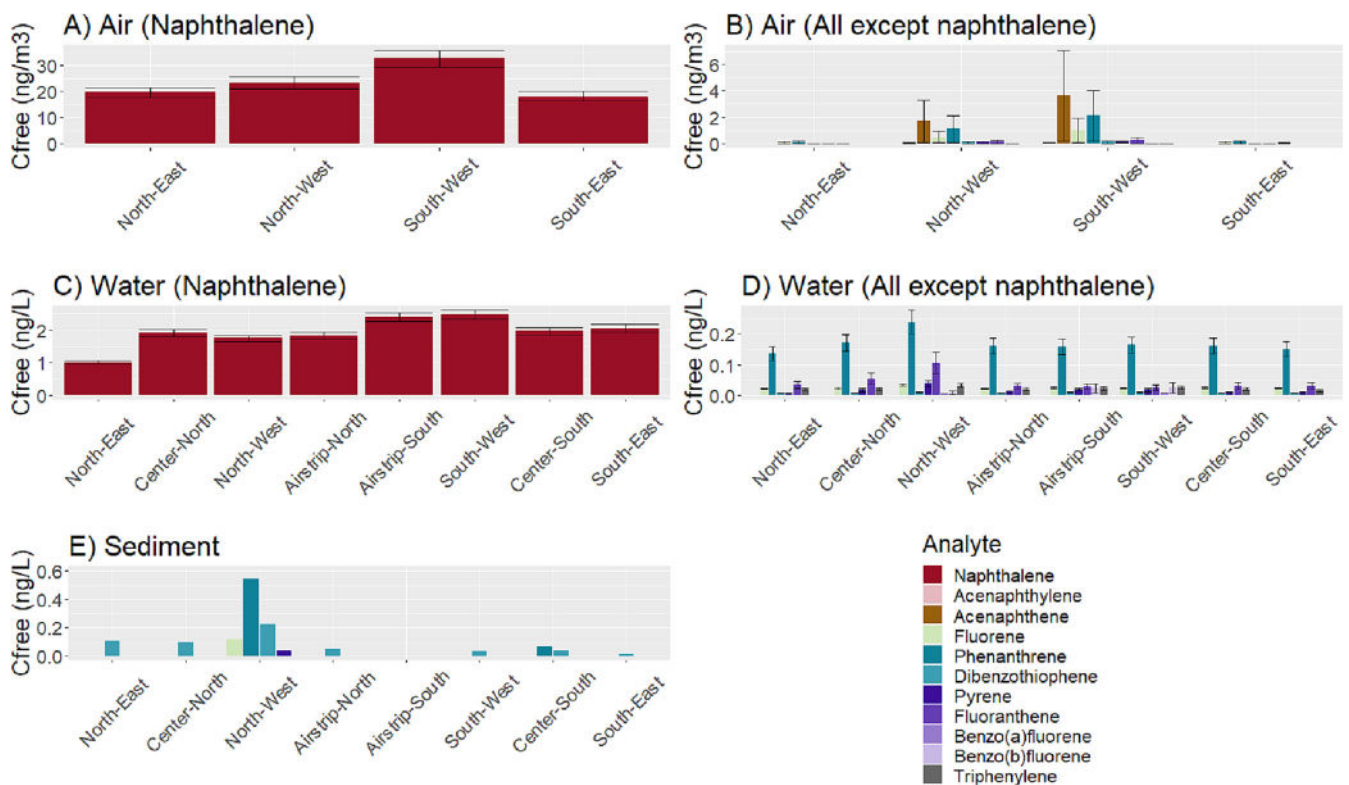 A) Air (Naphthalene)
Cfree (ng/m3)
30
20
10
0
North-East
North-West
South-West
South-East
B) Air (All except naphthalene)
Cfree (ng/m3)
6
4
2
0
North-East
North-West
South-West
South-East
C) Water (Naphthalene)
Cfree (ng/L)
2
1
0
North-East
Center-North
North-West
Airstrip-North
Airstrip-South
South-West
Center-South
South-East
D) Water (All except naphthalene)
Cfree (ng/L)
0.2
0.1
0.0
North-East
Center-North
North-West
Airstrip-North
Airstrip-South
South-West
Center-South
South-East
E) Sediment
Cfree (ng/L)
0.6
0.4
0.2
0.0
North-East
Center-North
North-West
Airstrip-North
Airstrip-South
South-West
Center-South
South-East
Analyte
Naphthalene
Acenaphthylene
Acenaphthene
Fluorene
Phenanthrene
Dibenzothiophene
Pyrene
Fluoranthene
Benzo(a)fluorene
Benzo(b)fluorene
Triphenylene